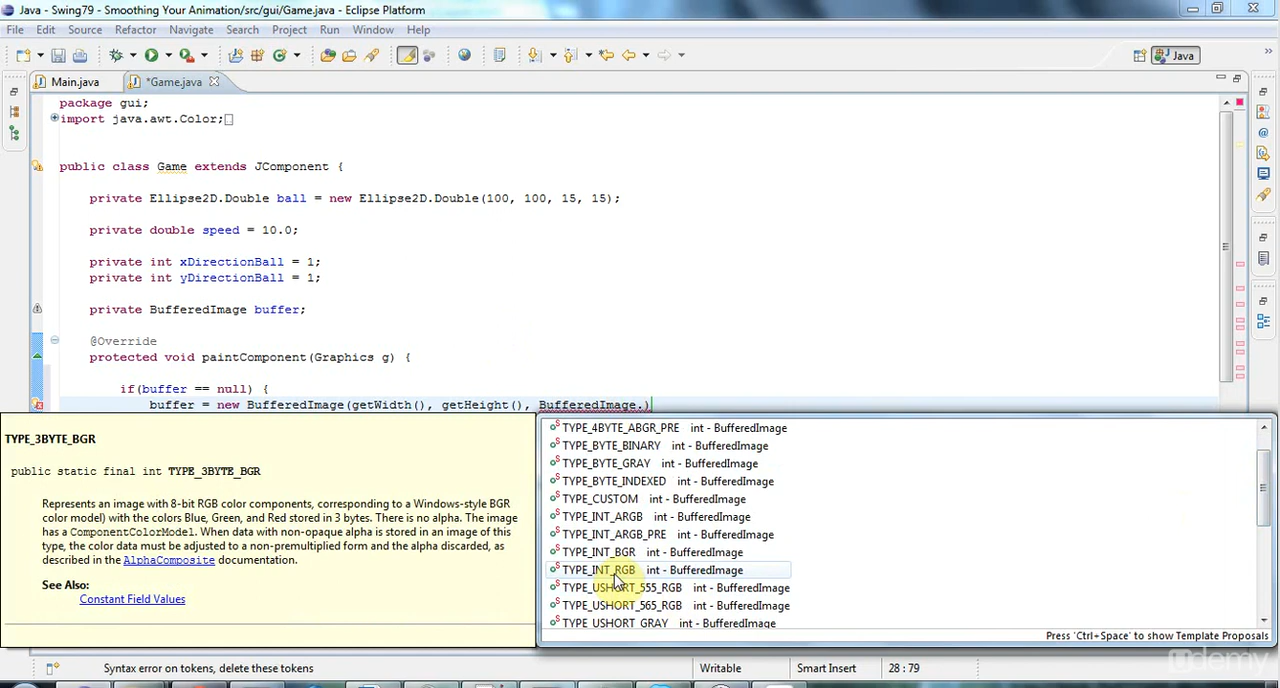 Java - Swing79 - Smoothing Your Animation/src/gui/Game.java - Eclipse Platform
File Edit Source Refactor Navigate Search Project Run Window Help
Java
Main.java *Game.java
package gui;
import java.awt.Color;
public class Game extends JComponent {
private Ellipse2D.Double ball = new Ellipse2D.Double(100, 100, 15, 15);
private double speed = 10.0;
private int xDirectionBall = 1;
private int yDirectionBall = 1;
private BufferedImage buffer;
@Override
protected void paintComponent(Graphics g) {
if(buffer == null) {
buffer = new BufferedImage(getWidth(), getHeight(), BufferedImage.)
TYPE_3BYTE_BGR
public static final int TYPE_3BYTE_BGR
Represents an image with 8-bit RGB color components, corresponding to a Windows-style BGR
color model) with the colors Blue, Green, and Red stored in 3 bytes. There is no alpha. The image
has a ComponentColorModel. When data with non-opaque alpha is stored in an image of this
type, the color data must be adjusted to a non-premultiplied form and the alpha discarded, as
described in the AlphaComposite documentation.
See Also:
Constant Field Values
TYPE_4BYTE_ABGR_PRE int - BufferedImage
TYPE_BYTE_BINARY int - BufferedImage
TYPE_BYTE_GRAY int - BufferedImage
TYPE_BYTE_INDEXED int - BufferedImage
TYPE_CUSTOM int - BufferedImage
TYPE_INT_ARGB int - BufferedImage
TYPE_INT_ARGB_PRE int - BufferedImage
TYPE_INT_BGR int - BufferedImage
TYPE_INT_RGB int - BufferedImage
TYPE_USHORT_555_RGB int - BufferedImage
TYPE_USHORT_565_RGB int - BufferedImage
TYPE_USHORT_GRAY int - BufferedImage
Press 'Ctrl+Space' to show Template Proposals
Syntax error on tokens, delete these tokens Writable Smart Insert 28 : 79
udemy